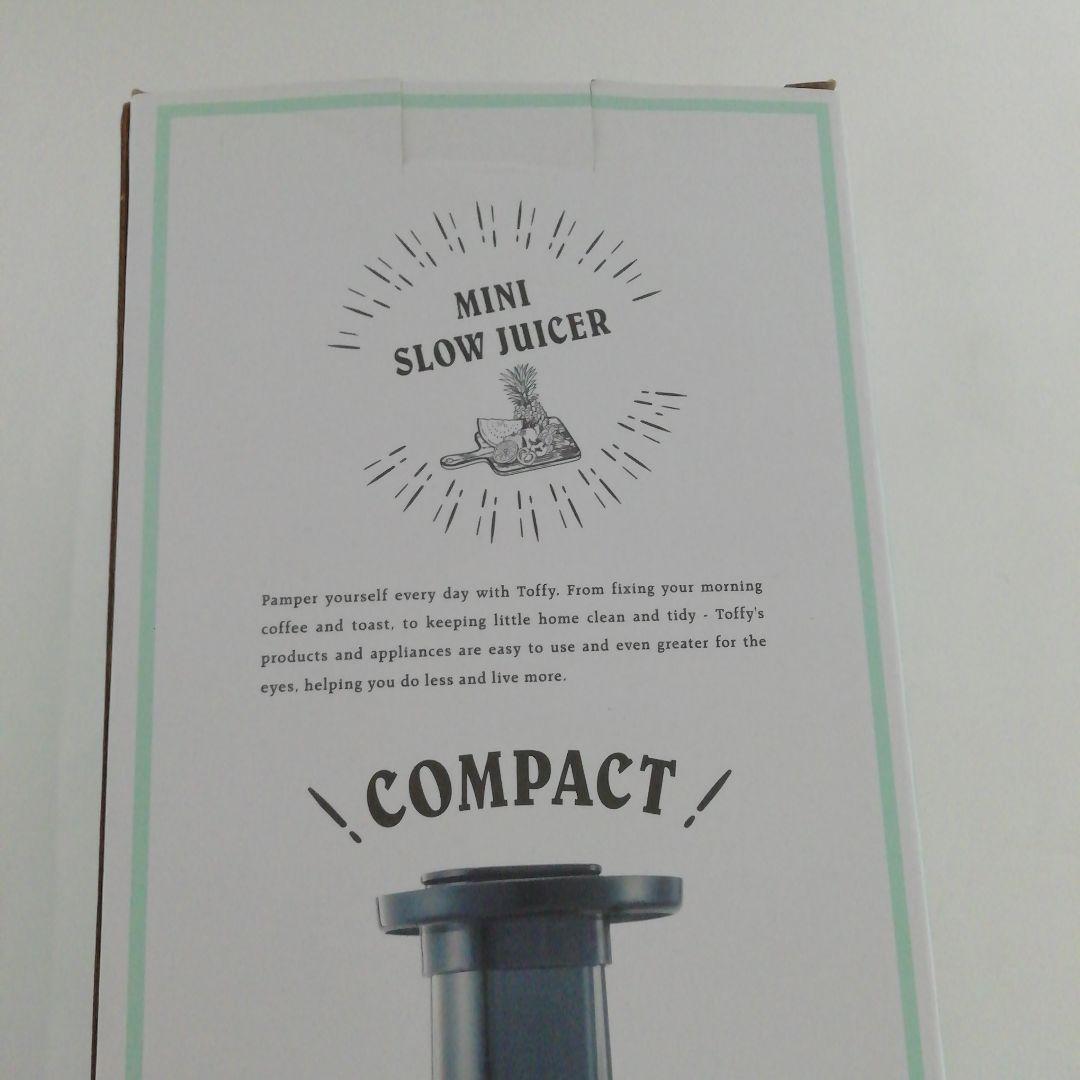 MINI
SLOW JUICER
Pamper yourself every day with Toffy. From fixing your morning
coffee and toast, to keeping little home clean and tidy - Toffy's
products and appliances are easy to use and even greater for the
eyes, helping you do less and live more.
COMPACT